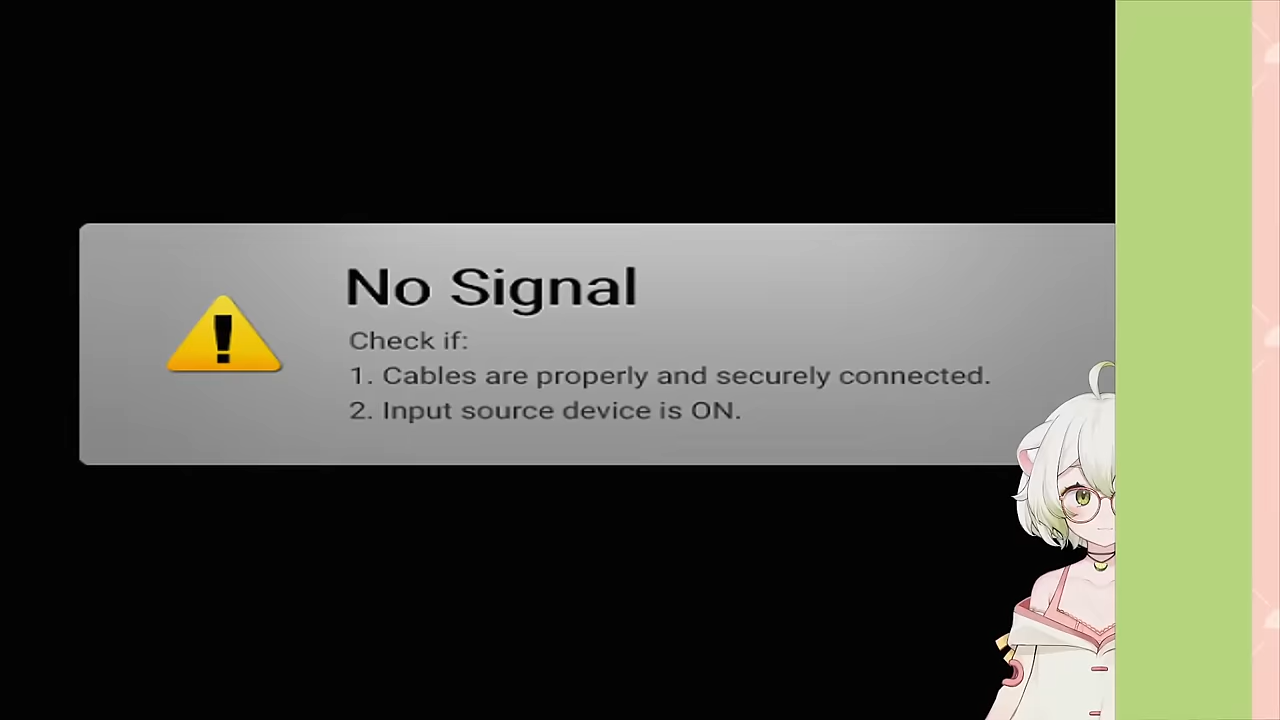 No Signal
Check if:
1. Cables are properly and securely connected.
2. Input source device is ON.